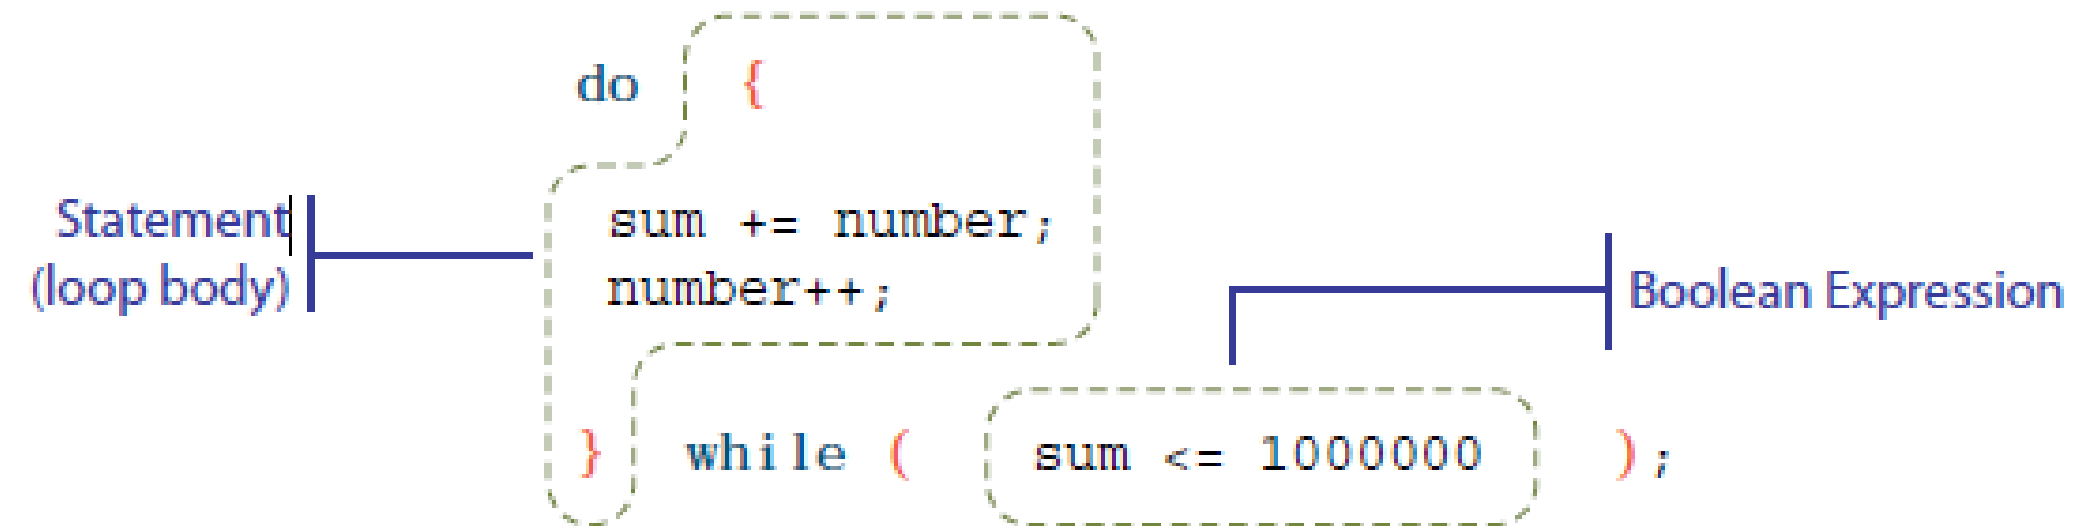 do {
Statement
(loop body)
sum += number;
number++;
Boolean Expression
} while ( sum <= 1000000 );